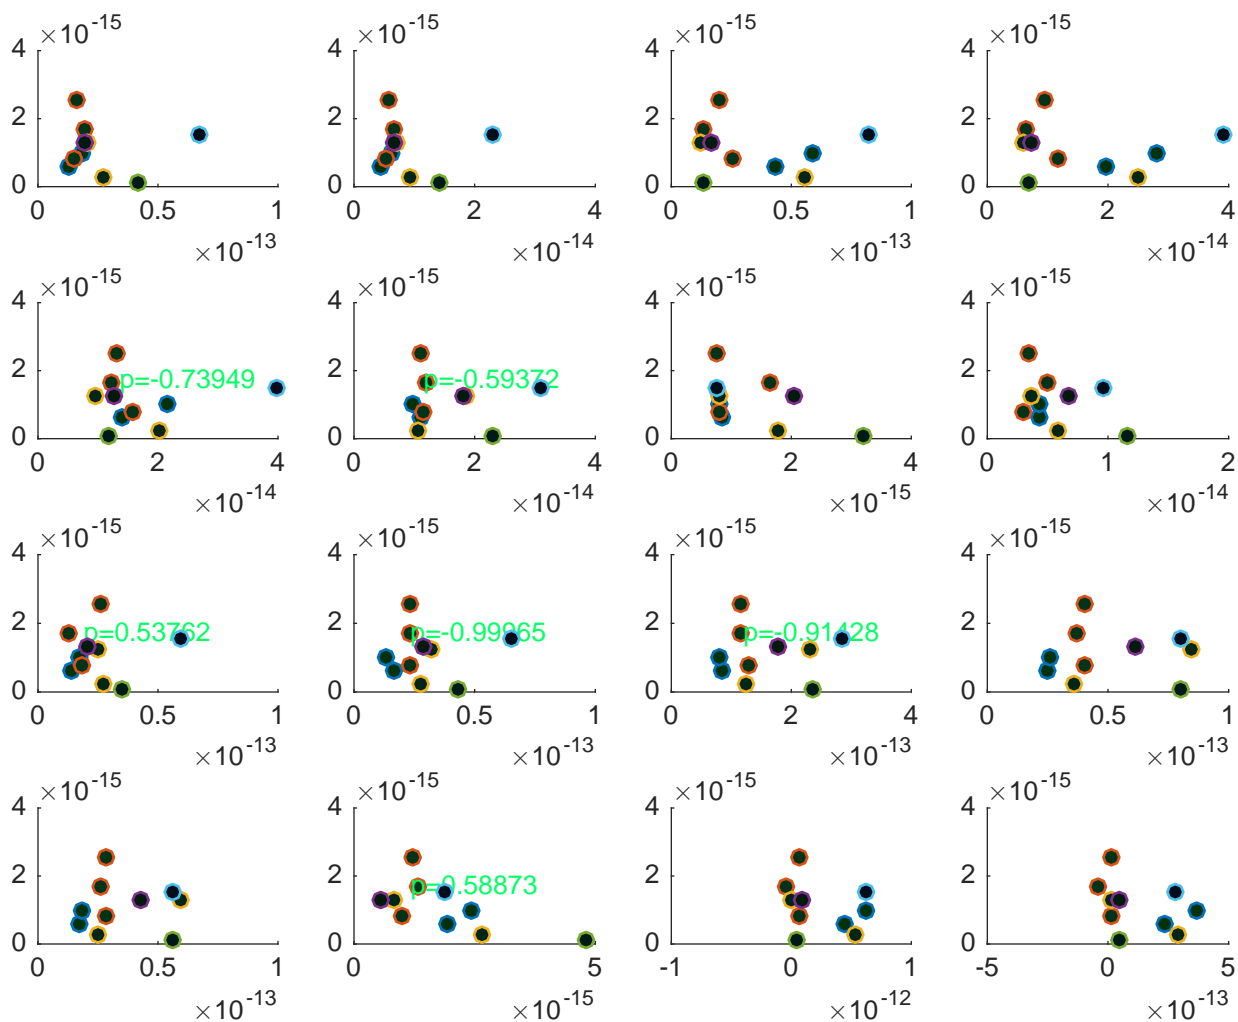 ×10-15 ×10-15 ×10-15 ×10-15
4 4 4 4
2 2 2 2
0 0 0 0
0 0.5 1 0 2 4 0 0.5 1 0 2 4
×10-13 ×10-14 ×10-13 ×10-14
×10-15 ×10-15 ×10-15 ×10-15
4 4 4 4
p=-0.73949 p=-0.59372
2 2 2 2
0 0 0 0
0 2 4 0 2 4 0 2 4 0 1 2
×10-14 ×10-14 ×10-15 ×10-14
×10-15 ×10-15 ×10-15 ×10-15
4 4 4 4
2 2 2 2
p=0.53762 p=-0.99965 p=-0.91428
0 0 0 0
0 0.5 1 0 0.5 1 0 2 4 0 0.5 1
×10-13 ×10-13 ×10-13 ×10-13
×10-15 ×10-15 ×10-15 ×10-15
4 4 4 4
2 2 2 2
p=0.58873
0 0 0 0
0 0.5 1 0 5 -1 0 1 -5 0 5
×10-13 ×10-15 ×10-12 ×10-13